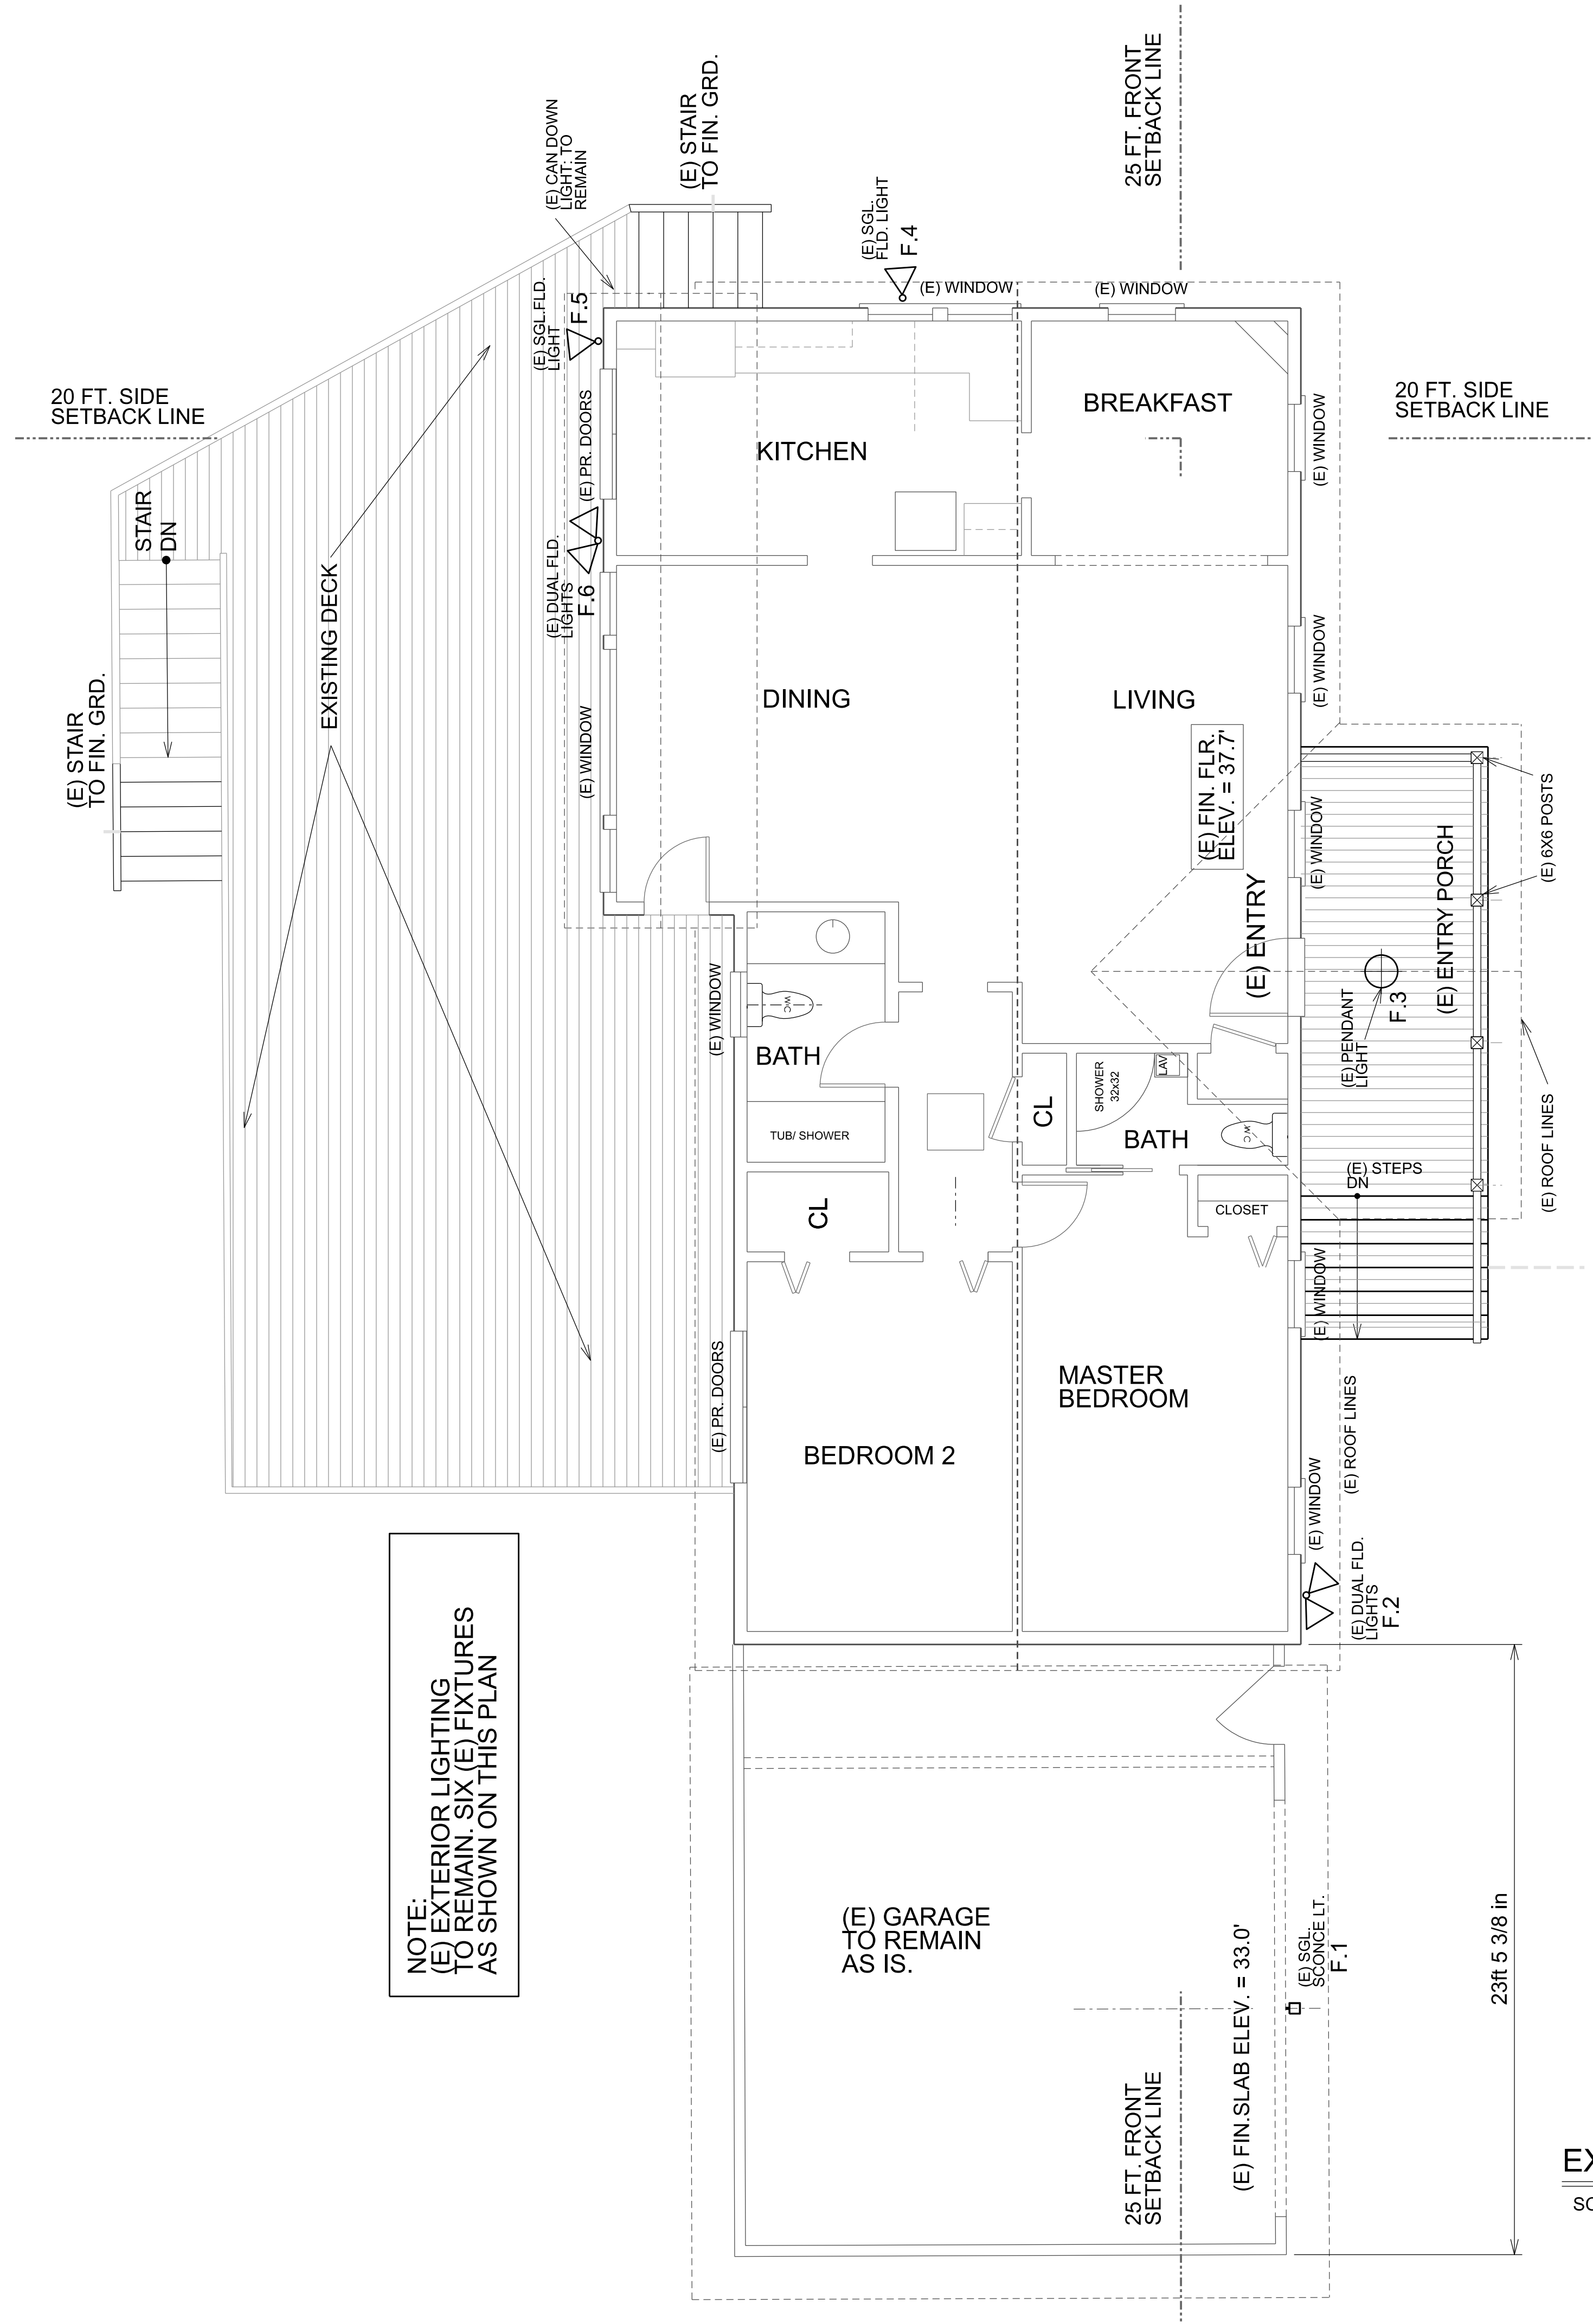 25 FT. FRONT
SETBACK LINE
(E) STAIR
TO FIN. GRD.
(E) CAN DOWN
LIGHT: TO
REMAIN
(E) SGL.
FLD. LIGHT
F.4
(E) WINDOW
(E) WINDOW
(E) SGL.FLD.
LIGHT
F.5
20 FT. SIDE
SETBACK LINE
20 FT. SIDE
SETBACK LINE
(E) PR. DOORS
KITCHEN
BREAKFAST
(E) WINDOW
STAIR
DN
(E) DUAL FLD.
LIGHTS
F.6
EXISTING DECK
(E) STAIR
TO FIN. GRD.
(E) WINDOW
DINING
LIVING
(E) WINDOW
(E) FIN. FLR.
ELEV. = 37.7'
(E) WINDOW
(E) ENTRY
(E) ENTRY PORCH
(E) 6X6 POSTS
(E) PENDANT
LIGHT
F.3
(E) WINDOW
W.C
BATH
TUB/ SHOWER
CL
CL
SHOWER
32x32
LAV
BATH
W.C
CLOSET
(E) STEPS
DN
(E) ROOF LINES
(E) WINDOW
(E) PR. DOORS
MASTER
BEDROOM
BEDROOM 2
(E) ROOF LINES
(E) WINDOW
(E) DUAL FLD.
LIGHTS
F.2
NOTE:
(E) EXTERIOR LIGHTING
TO REMAIN. SIX (E) FIXTURES
AS SHOWN ON THIS PLAN
(E) GARAGE
TO REMAIN
AS IS.
(E) SGL.
SCONCE LT.
F.1
23ft 5 3/8 in
25 FT. FRONT
SETBACK LINE
(E) FIN.SLAB ELEV. = 33.0'